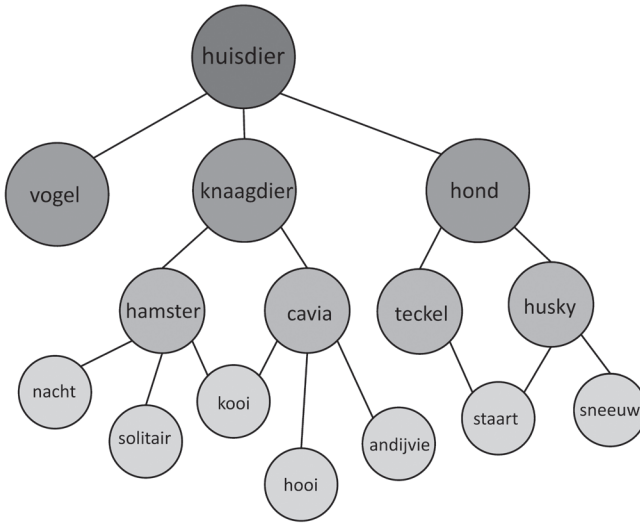 huisdier
vogel
knaagdier
hond
hamster
cavia
teckel
husky
nacht
solitair
kooi
hooi
andijvie
staart
sneeuw